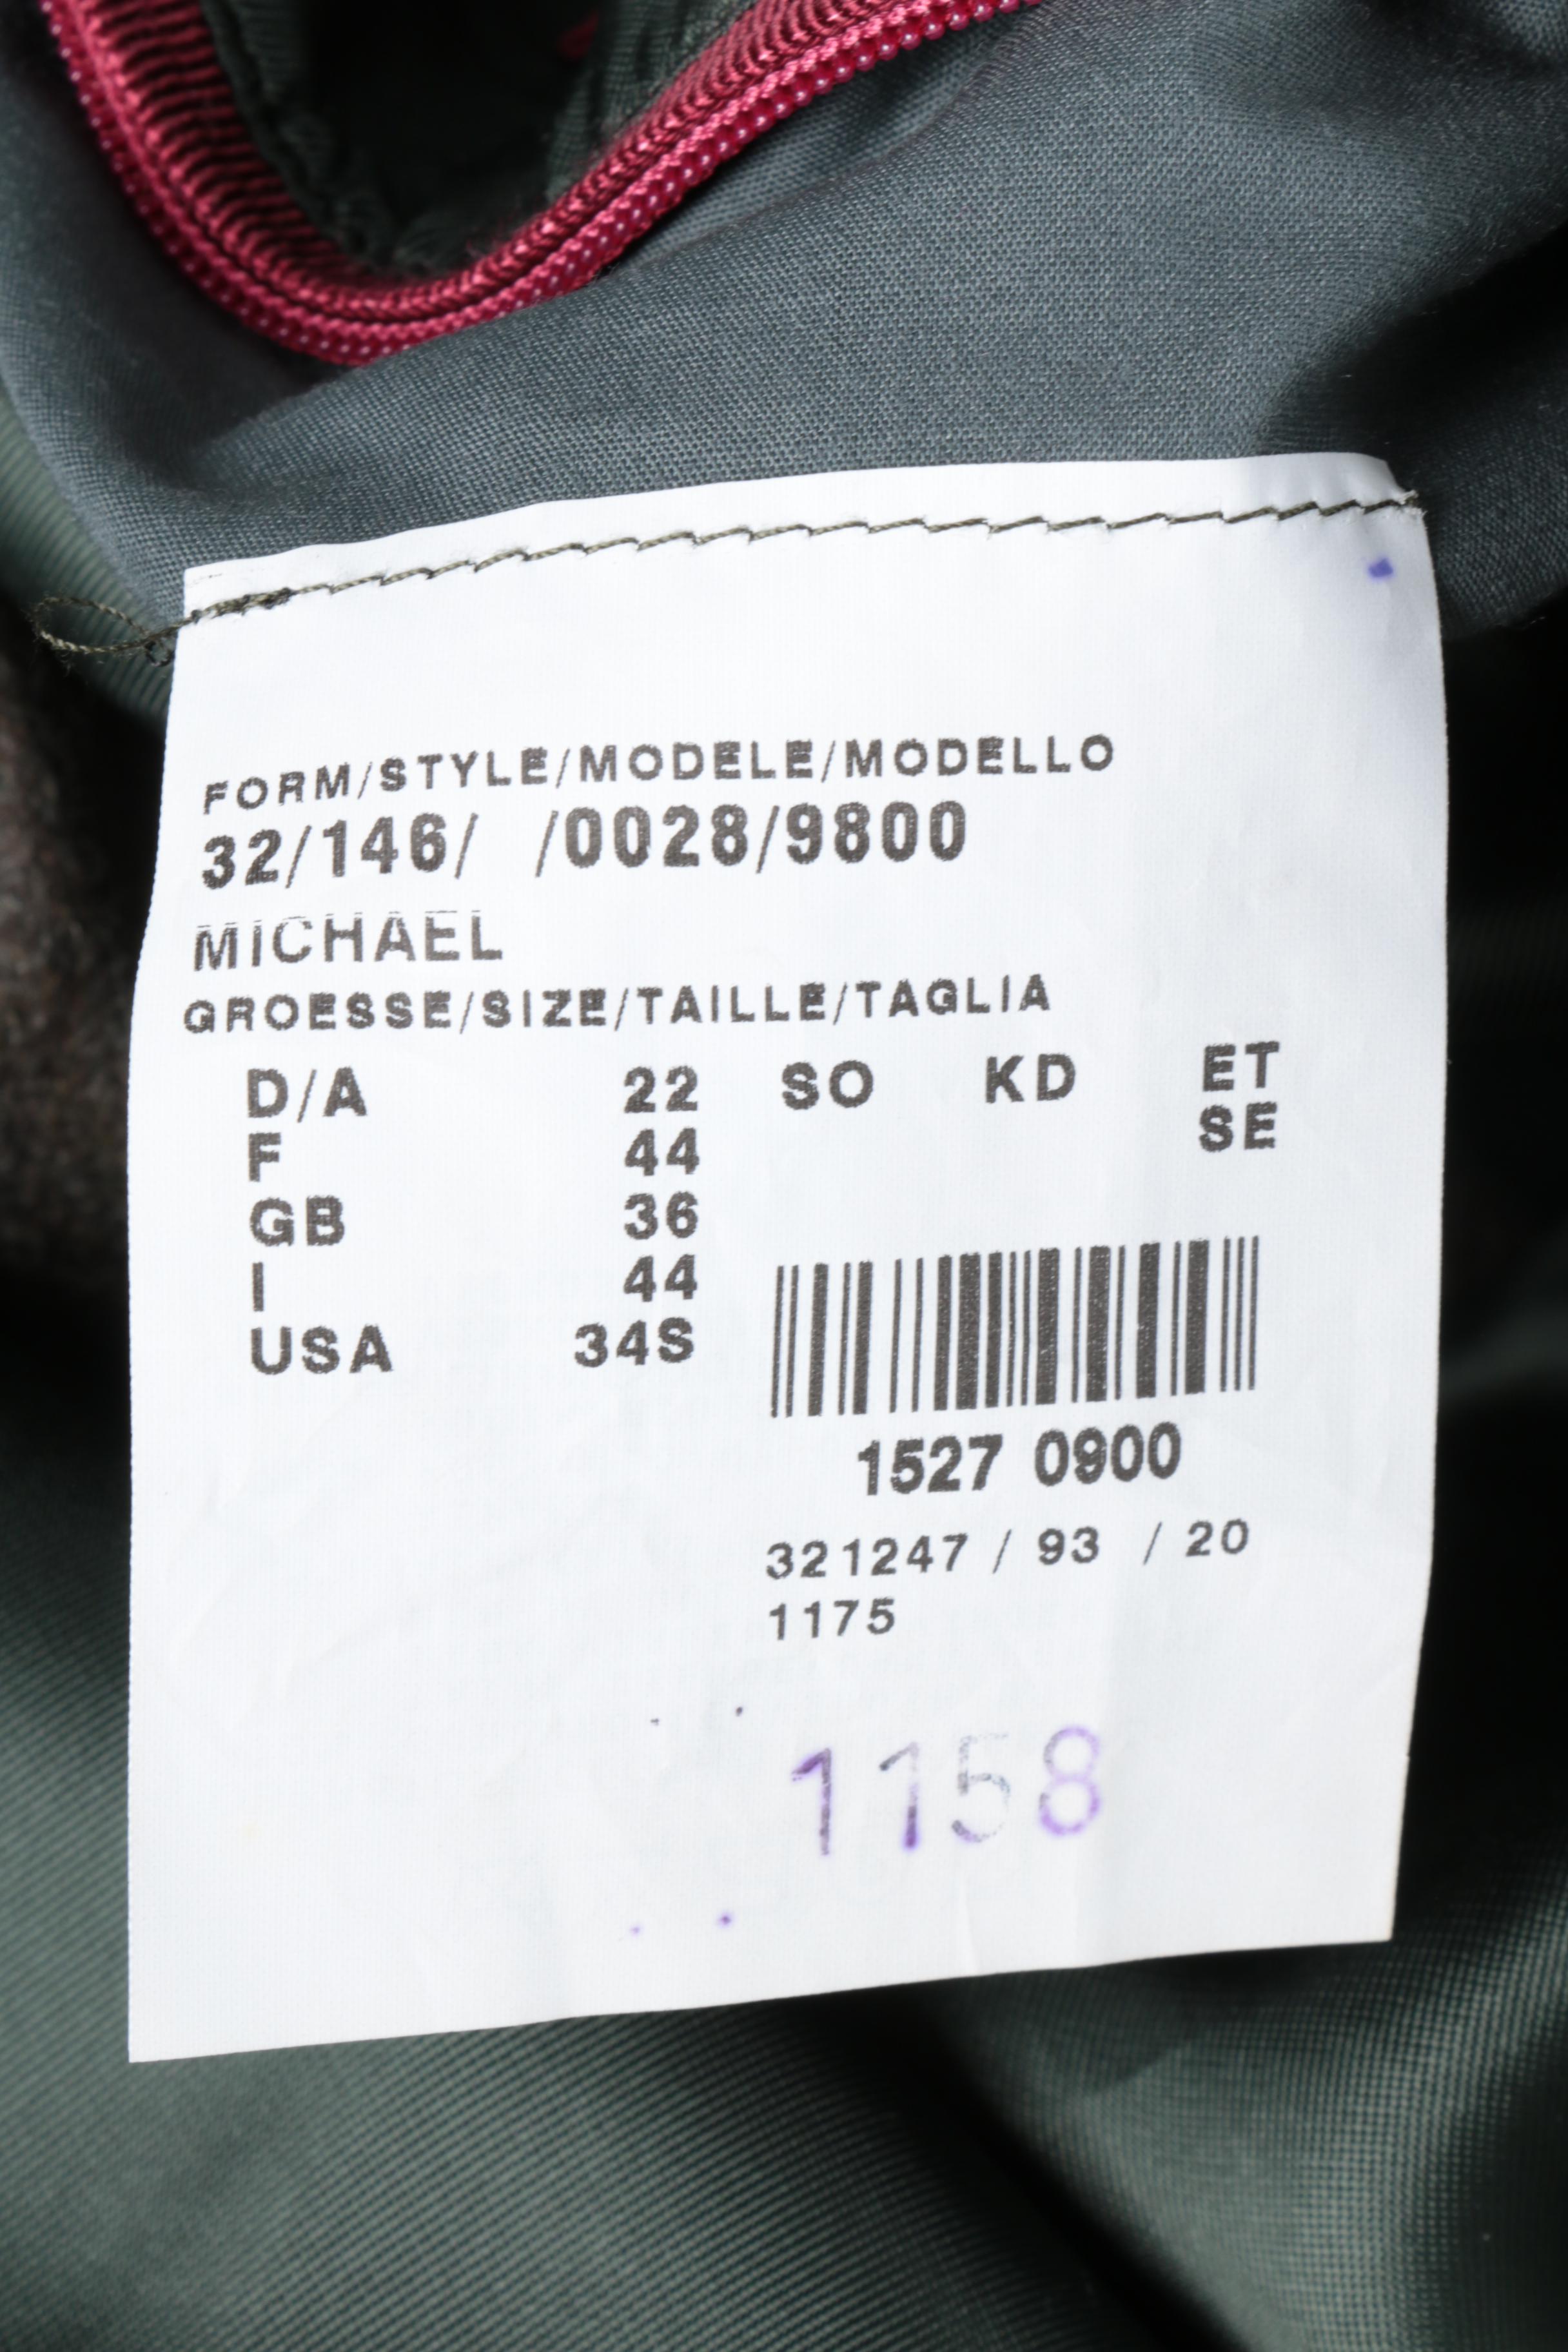 FORM/STYLE/MODELE/MODELLO
32/146/ /0028/9800
MICHAEL
GROESSE/SIZE/TAILLE/TAGLIA
D/A 22 SO KD ET
F 44 SE
GB 36
I 44
USA 34S
1527 0900
321247 / 93 / 20
1175
1158